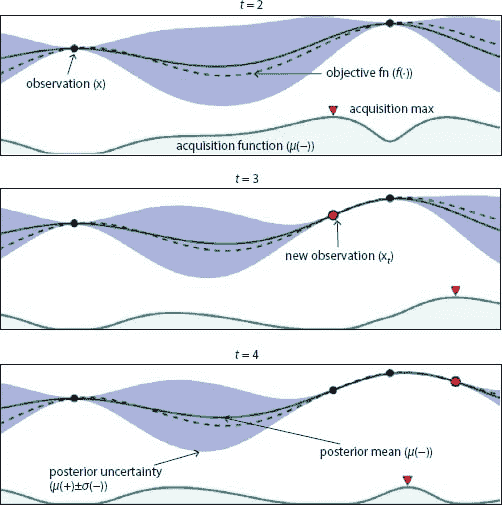 t = 2
observation (x)
objective fn (f(·))
acquisition max
acquisition function (μ(−))
t = 3
new observation (xt)
t = 4
posterior mean (μ(−))
posterior uncertainty
(μ(+)±σ(−))